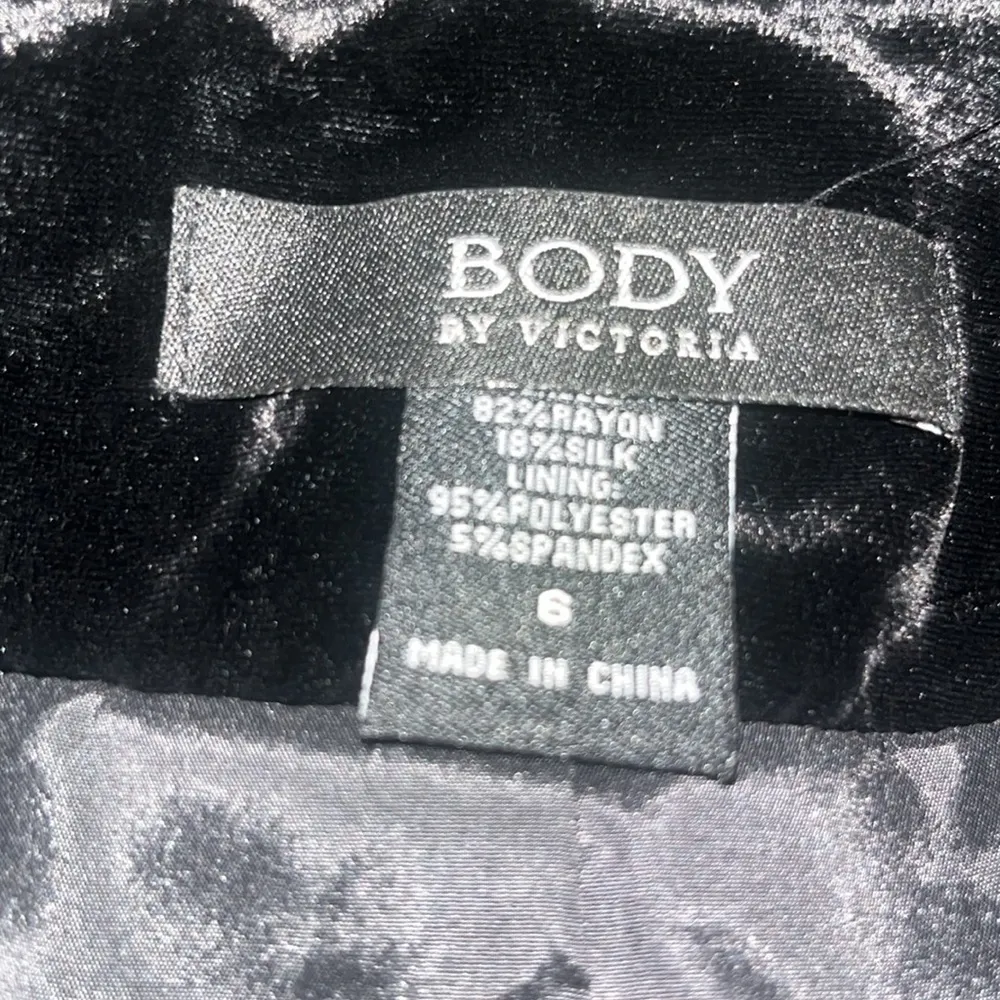 BODY
BY VICTORIA
82%RAYON
18%SILK
LINING:
95%POLYESTER
5%SPANDEX
6
MADE IN CHINA